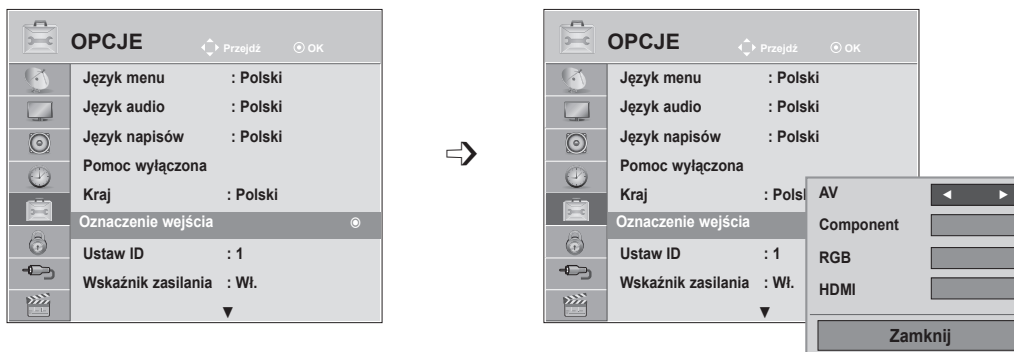 OPCJE Przejdź OK
Język menu : Polski
Język audio : Polski
Język napisów : Polski
Pomoc wyłączona
Kraj : Polski
Oznaczenie wejścia
Ustaw ID : 1
Wskaźnik zasilania : Wł.
OPCJE Przejdź OK
Język menu : Polski
Język audio : Polski
Język napisów : Polski
Pomoc wyłączona
Kraj : Pols
Oznaczenie wejścia
Ustaw ID : 1
Wskaźnik zasilania : Wł.
AV
Component
RGB
HDMI
Zamknij